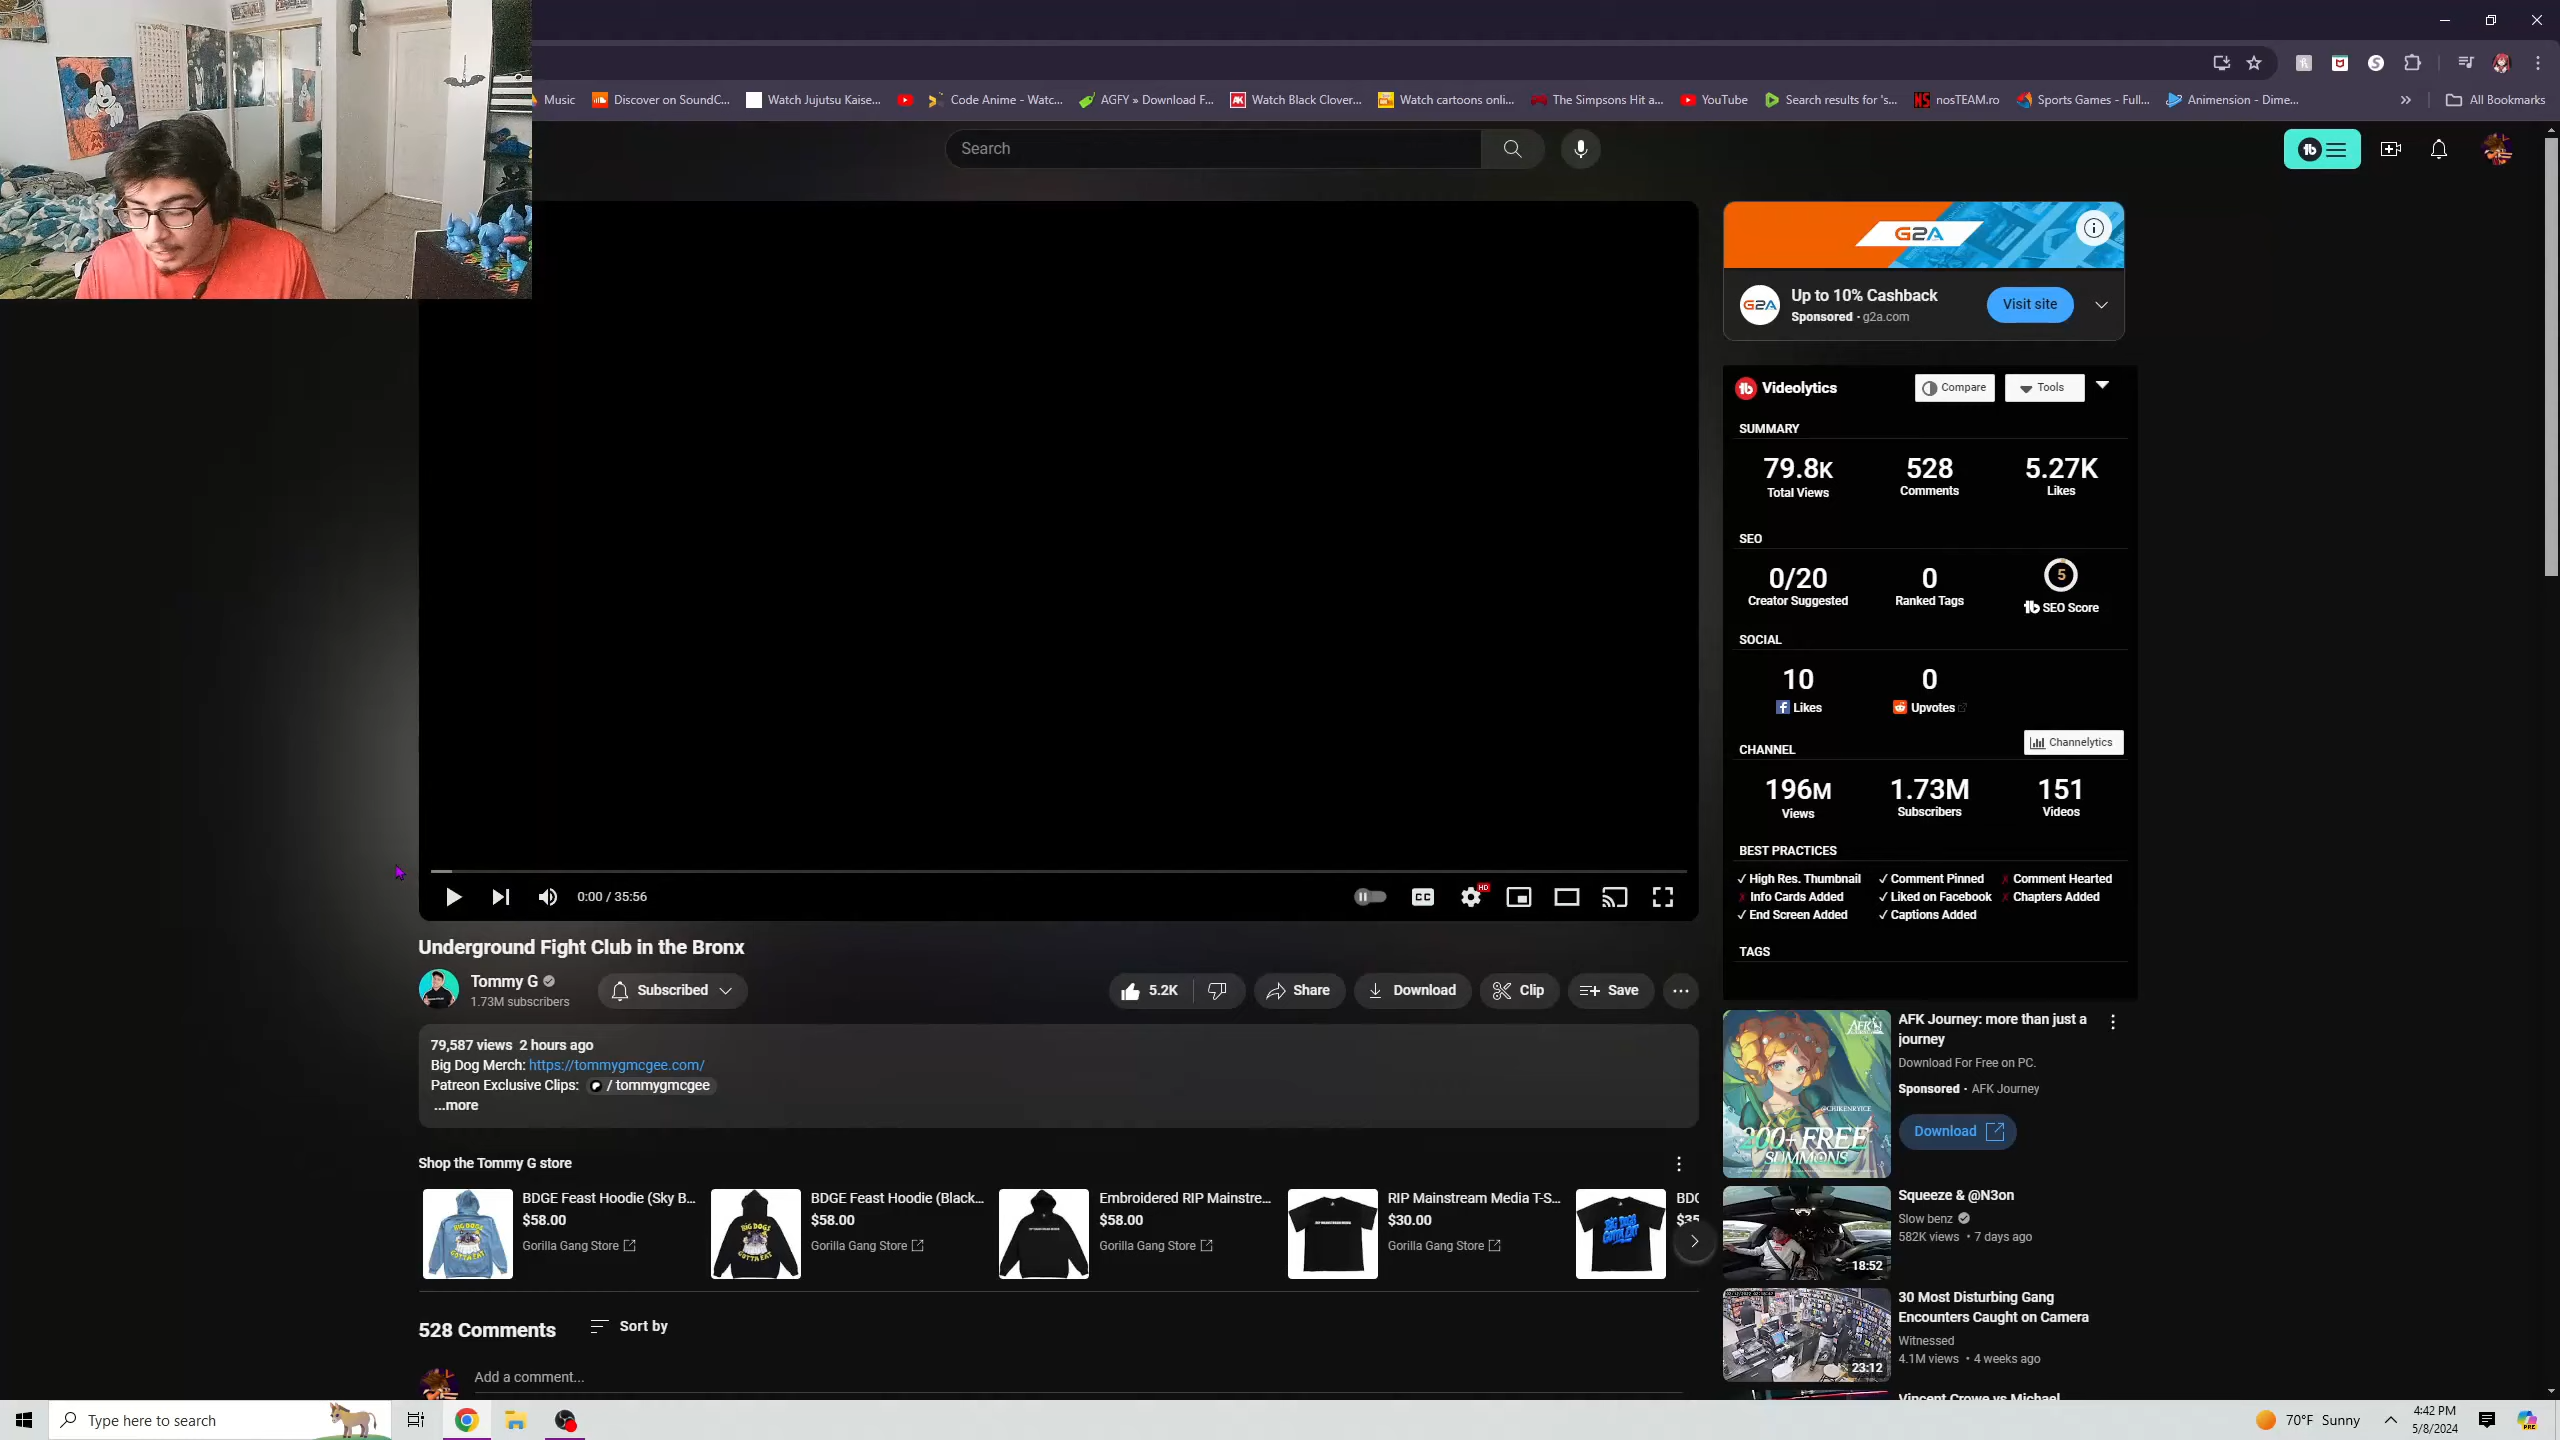 Music
Discover on SoundC...
Watch Jujutsu Kaise...
Code Anime - Watc...
AGFY » Download F...
Watch Black Clover...
Watch cartoons onli...
The Simpsons Hit a...
YouTube
Search results for 's...
nosTEAM.ro
Sports Games - Full...
Animension - Dime...
All Bookmarks
Search
G2A
G2A
Up to 10% Cashback
Sponsored · g2a.com
Visit site
Videolytics
Compare
Tools
SUMMARY
79.8K
Total Views
528
Comments
5.27K
Likes
SEO
0/20
Creator Suggested
0
Ranked Tags
5
SEO Score
SOCIAL
10
Likes
0
Upvotes
CHANNEL
Channelytics
196M
Views
1.73M
Subscribers
151
Videos
BEST PRACTICES
✓ High Res. Thumbnail
✓ Comment Pinned
✗ Comment Hearted
✗ Info Cards Added
✓ Liked on Facebook
✗ Chapters Added
✓ End Screen Added
✓ Captions Added
TAGS
0:00 / 35:56
CC
HD
Underground Fight Club in the Bronx
Tommy G
1.73M subscribers
Subscribed
5.2K
Share
Download
Clip
Save
79,587 views 2 hours ago
Big Dog Merch: https://tommygmcgee.com/
Patreon Exclusive Clips: / tommygmcgee
...more
Shop the Tommy G store
BDGE Feast Hoodie (Sky B...
$58.00
Gorilla Gang Store
BDGE Feast Hoodie (Black...
$58.00
Gorilla Gang Store
Embroidered RIP Mainstre...
$58.00
Gorilla Gang Store
RIP Mainstream Media T-S...
$30.00
Gorilla Gang Store
528 Comments
Sort by
Add a comment...
AFK Journey: more than just a
journey
Download For Free on PC.
Sponsored · AFK Journey
Download
@CHIKENRYICE
200+FREE
SUMMONS
Squeeze & @N3on
Slow benz
582K views · 7 days ago
18:52
30 Most Disturbing Gang
Encounters Caught on Camera
Witnessed
4.1M views · 4 weeks ago
23:12
Vincent Crowe vs Michael
Type here to search
70°F Sunny
4:42 PM
5/8/2024